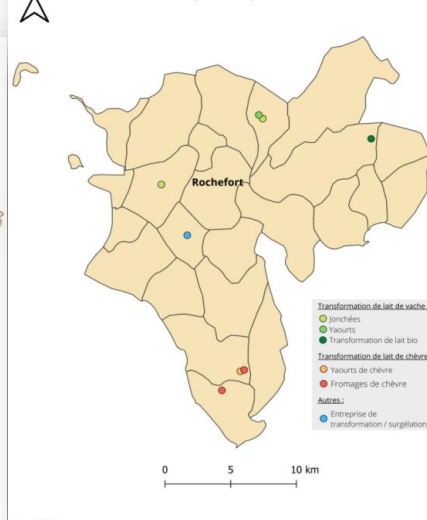 Rochefort
Transformation de lait de vache
Jonchées
Yaourts
Transformation de lait bio
Transformation de lait de chèvre
Yaourts de chèvre
Fromages de chèvre
Autres :
Entreprise de
transformation / surgélation
0 5 10 km